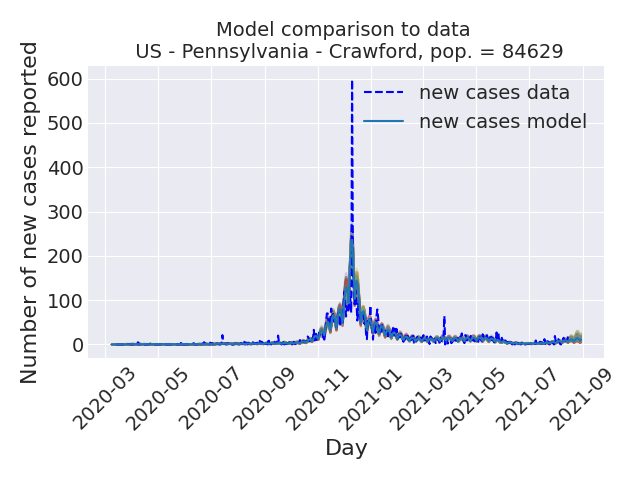 Model comparison to data
US - Pennsylvania - Crawford, pop. = 84629
Number of new cases reported
600
500
400
300
200
100
0
new cases data
new cases model
2020-03
2020-05
2020-07
2020-09
2020-11
2021-01
2021-03
2021-05
2021-07
2021-09
Day